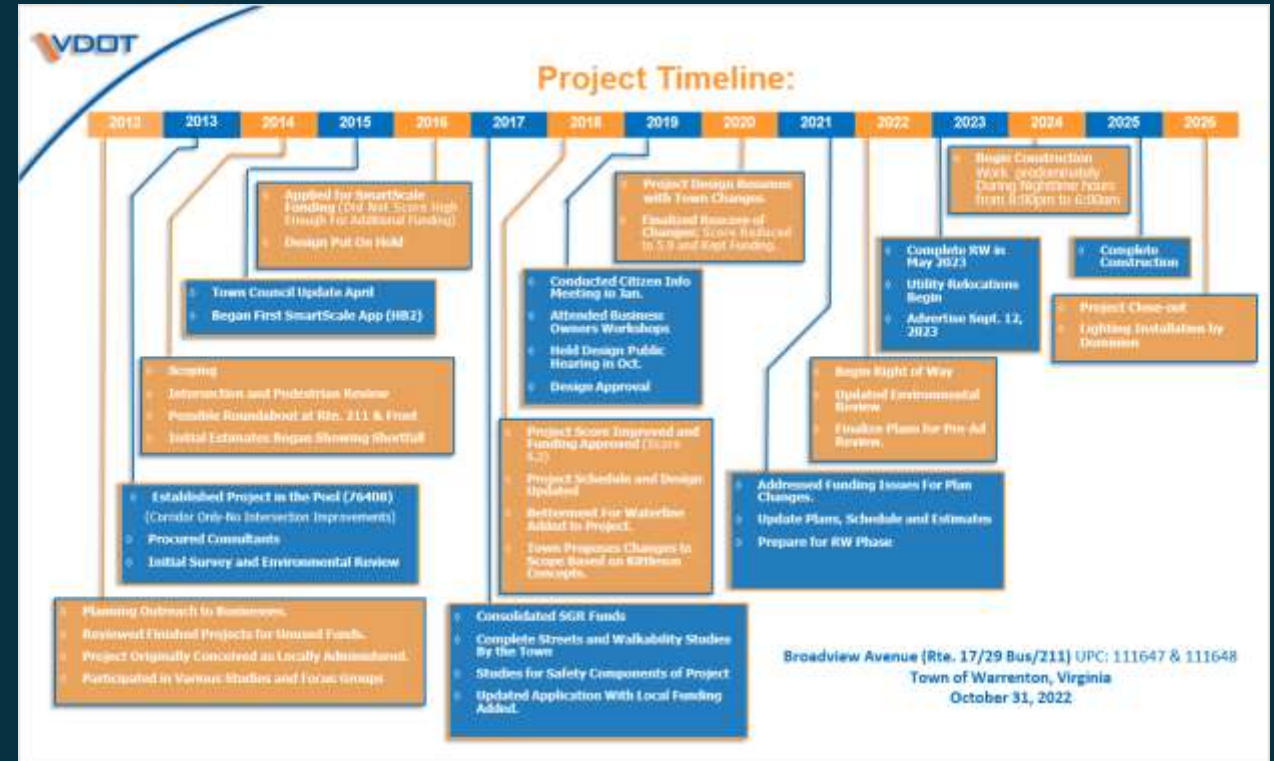 VDOT
Project Timeline:
2012 2013 2014 2015 2016 2017 2018 2019 2020 2021 2022 2023 2024 2025 2026
Applied for SmartScale
Funding (Did Not Score High
Enough For Additional Funding)
Design Put On Hold
Town Council Update April
Began First SmartScale App (HB2)
Scoping
Intersection and Pedestrian Review
Possible Roundabout at Rte. 211 & Frost
Initial Estimates Began Showing Shortfall
Established Project in the Pool (76408)
(Corridor Only-No Intersection Improvements)
Procured Consultants
Initial Survey and Environmental Review
Planning Outreach to Businesses.
Reviewed Finished Projects for Unused Funds.
Project Originally Conceived as Locally Administered.
Participated in Various Studies and Focus Groups
Project Design Resumes
with Town Changes.
Finalized Rescore of
Changes. Score Reduced
to 5.9 and Kept Funding.
Conducted Citizen Info
Meeting in Jan.
Attended Business
Owners Workshops
Held Design Public
Hearing in Oct.
Design Approval
Project Score Improved and
Funding Approved (Score
Project Schedule and Design
Updated
Betterment For Waterline
Added to Project.
Town Proposes Changes to
Scope Based on Kittleson
Concepts.
Consolidated SGR Funds
Complete Streets and Walkability Studies
By the Town
Studies for Safety Components of Project
Updated Application With Local Funding
Added.
Begin Construction
Work predominately
During Nighttime hours
from 8:00pm to 6:00am
Complete RW in
May 2023
Utility Relocations
Begin
Advertise Sept. 12,
2023
Complete
Construction
Project Close-out
Lighting Installation by
Dominion
Begin Right of Way
Updated Environmental
Review
Finalize Plans for Pre-Ad
Review.
Addressed Funding Issues For Plan
Changes.
Update Plans, Schedule and Estimates
Prepare for RW Phase
Broadview Avenue (Rte. 17/29 Bus/211) UPC: 111647 & 111648
Town of Warrenton, Virginia
October 31, 2022